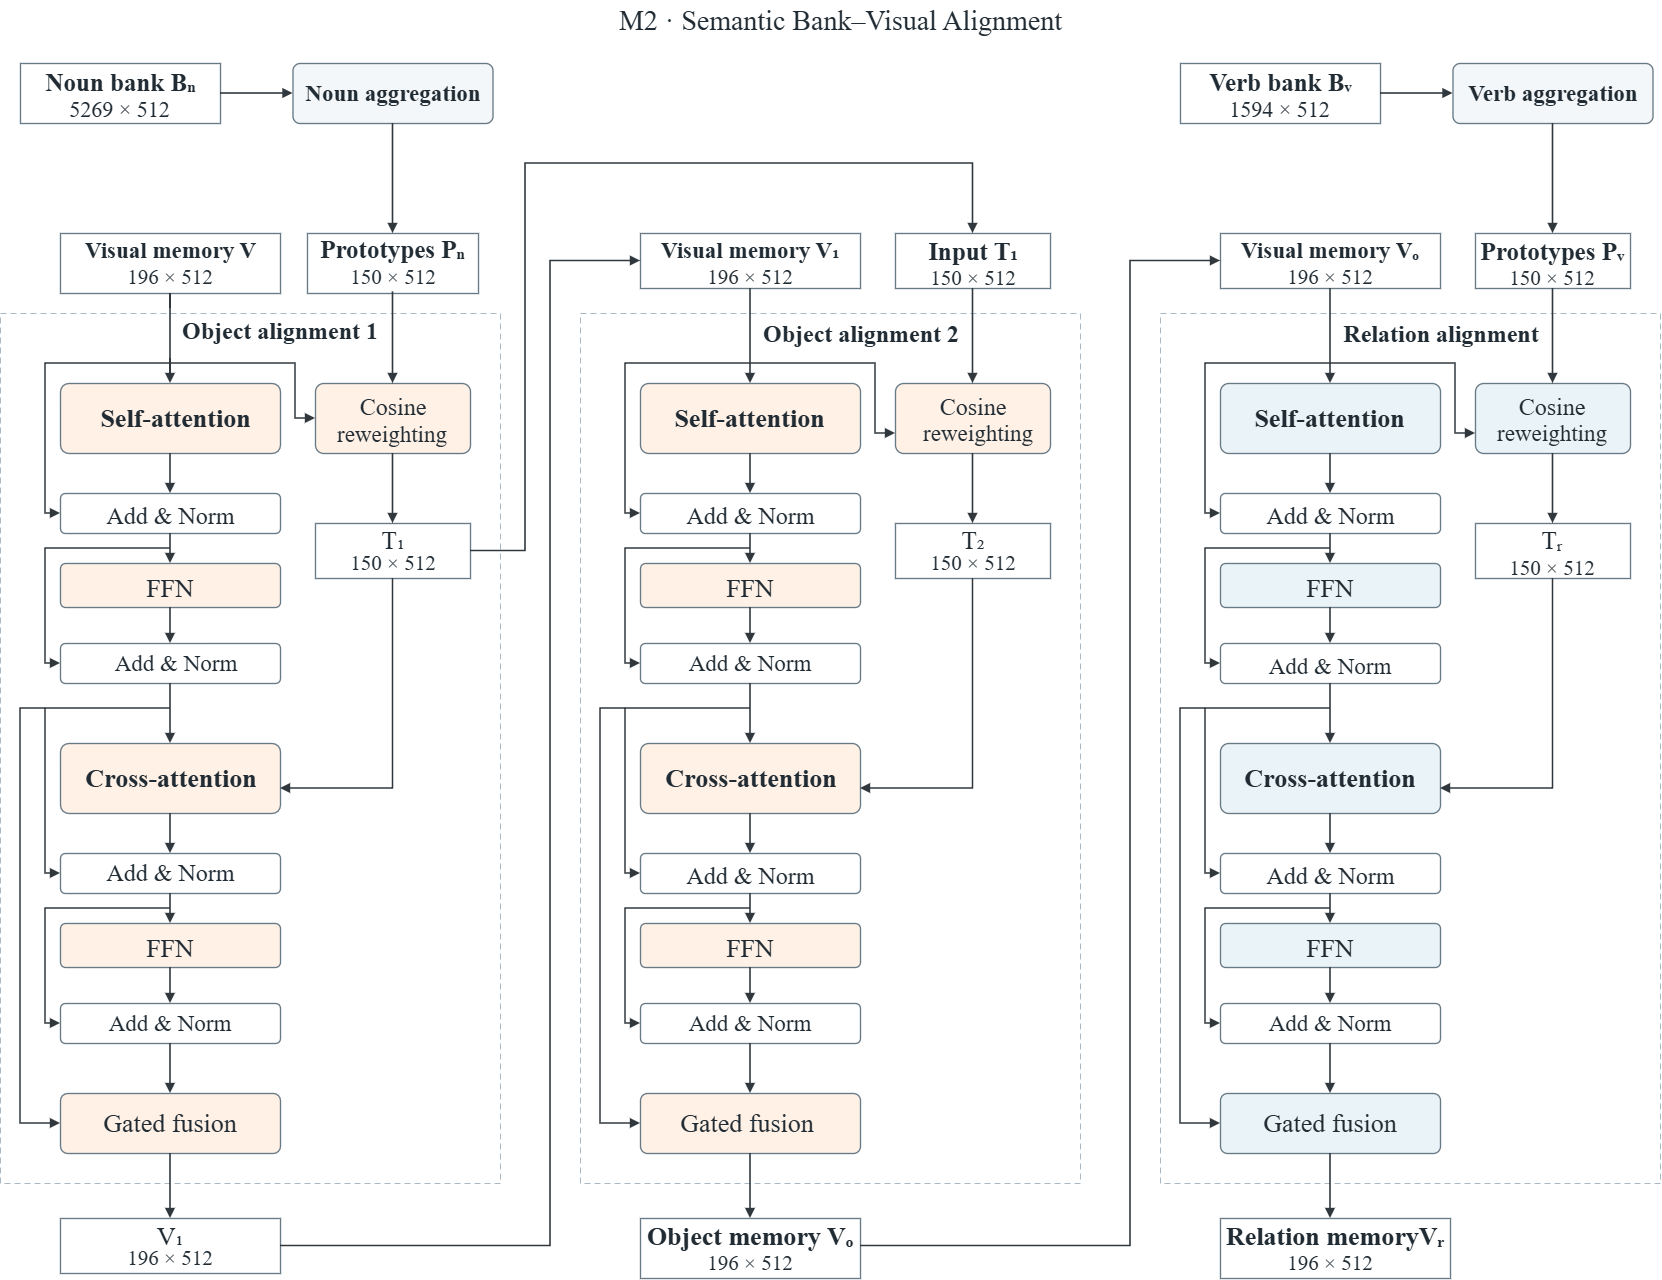 M2 · Semantic Bank–Visual Alignment
Noun bank Bₙ
5269 × 512
Noun aggregation
Verb bank Bᵥ
1594 × 512
Verb aggregation
Visual memory V
196 × 512
Prototypes Pₙ
150 × 512
Visual memory V₁
196 × 512
Input T₁
150 × 512
Visual memory Vₒ
196 × 512
Prototypes Pᵥ
150 × 512
Object alignment 1
Self-attention
Cosine
reweighting
Add & Norm
T₁
150 × 512
FFN
Add & Norm
Cross-attention
Add & Norm
FFN
Add & Norm
Gated fusion
V₁
196 × 512
Object alignment 2
Self-attention
Cosine
reweighting
Add & Norm
T₂
150 × 512
FFN
Add & Norm
Cross-attention
Add & Norm
FFN
Add & Norm
Gated fusion
Object memory Vₒ
196 × 512
Relation alignment
Self-attention
Cosine
reweighting
Add & Norm
Tᵣ
150 × 512
FFN
Add & Norm
Cross-attention
Add & Norm
FFN
Add & Norm
Gated fusion
Relation memoryVᵣ
196 × 512